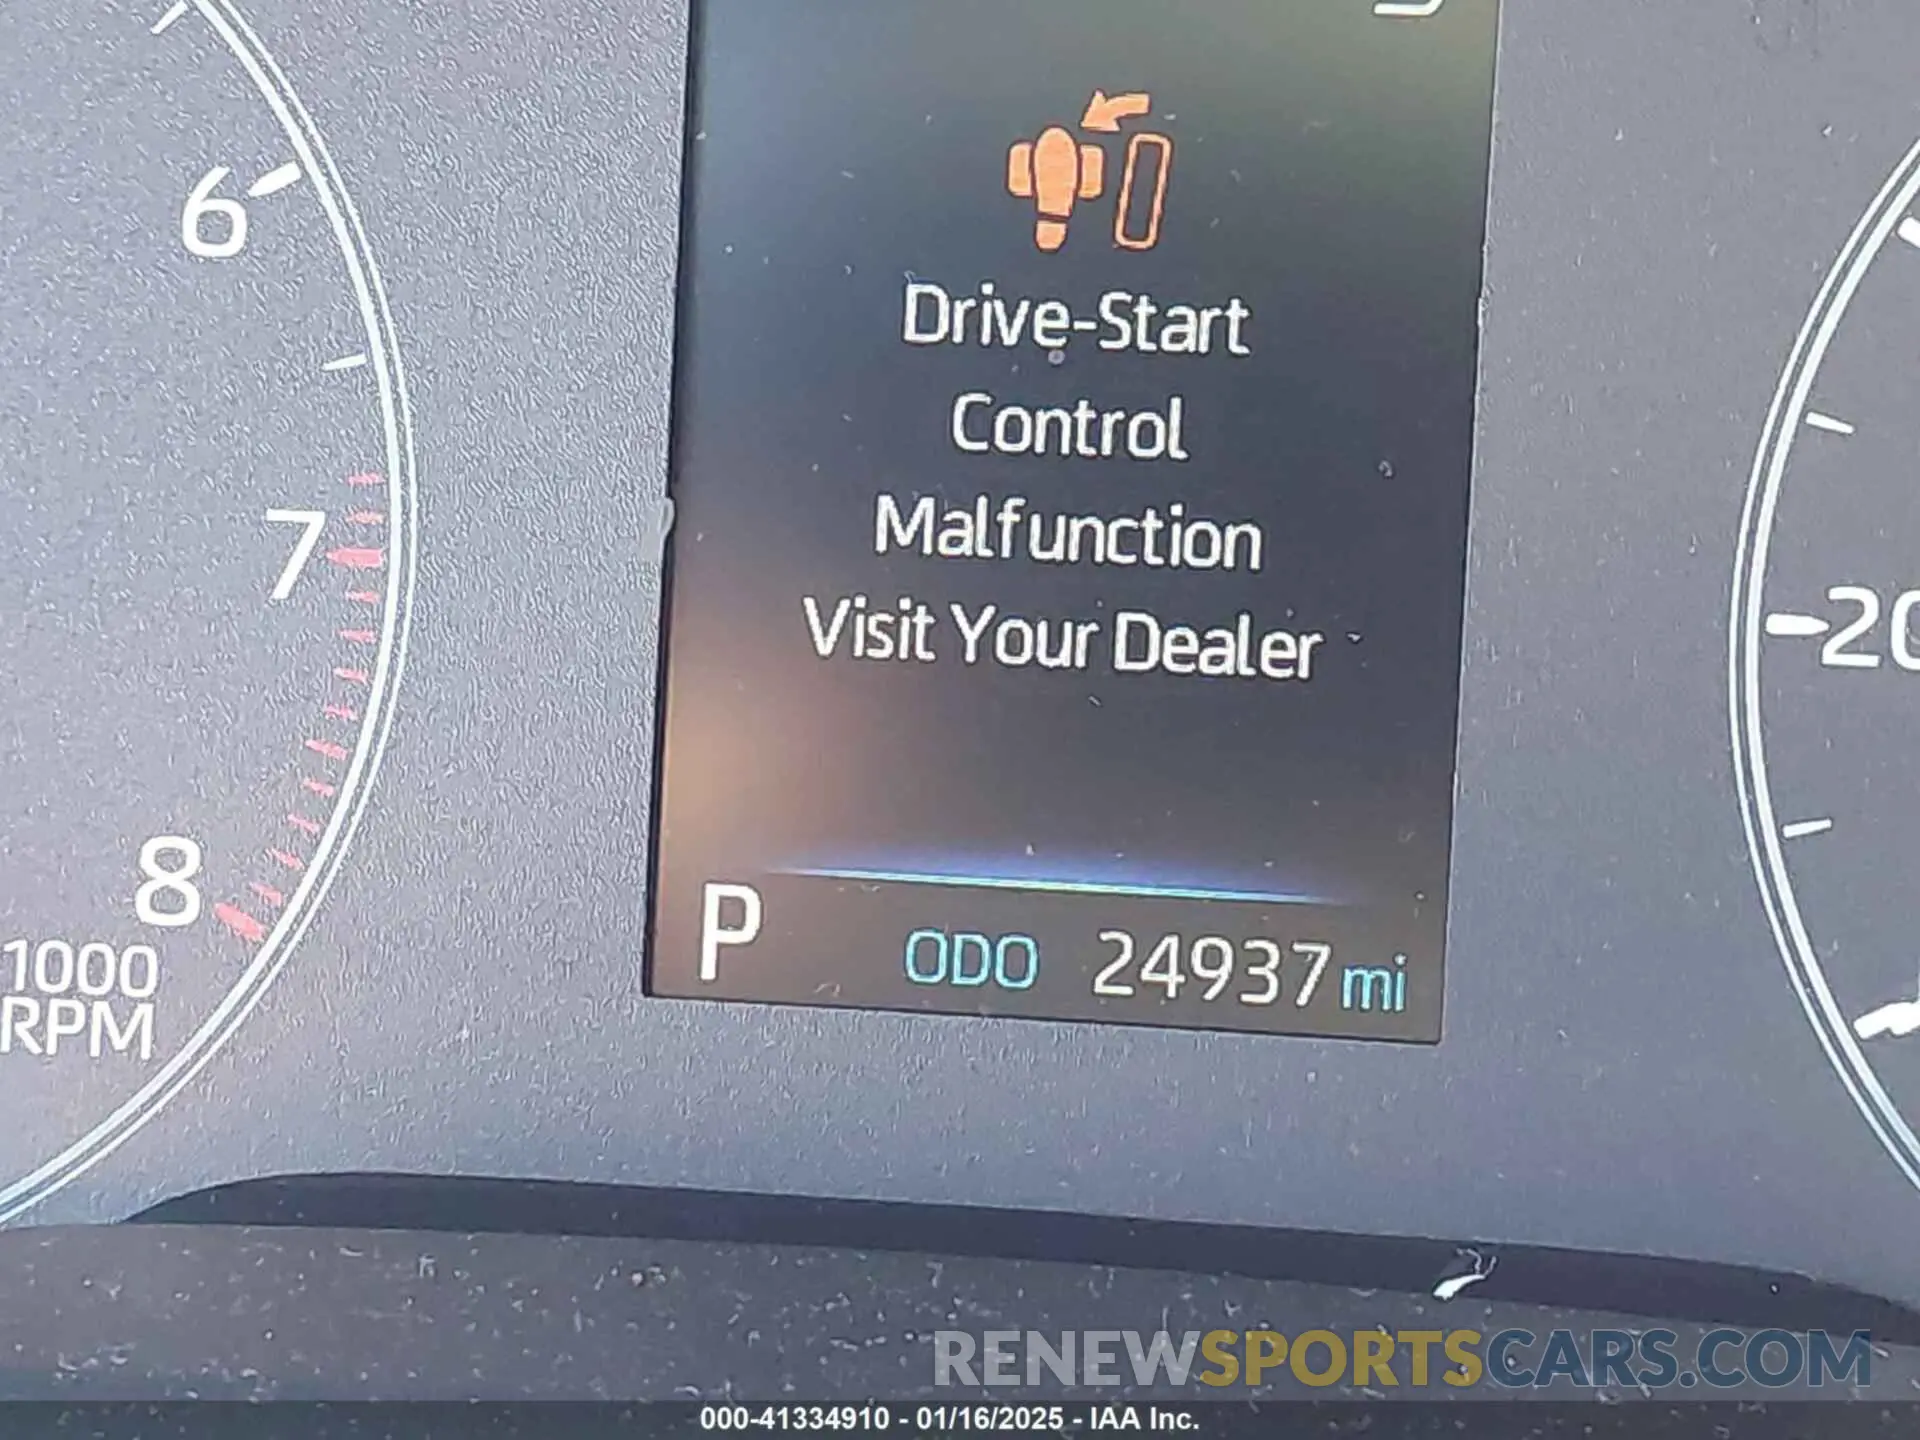 6
7
8
1000
RPM
Drive-Start
Control
Malfunction
Visit Your Dealer
P ODO 24937 mi
20
RENEWSPORTSCARS.COM
000-41334910 - 01/16/2025 - IAA Inc.